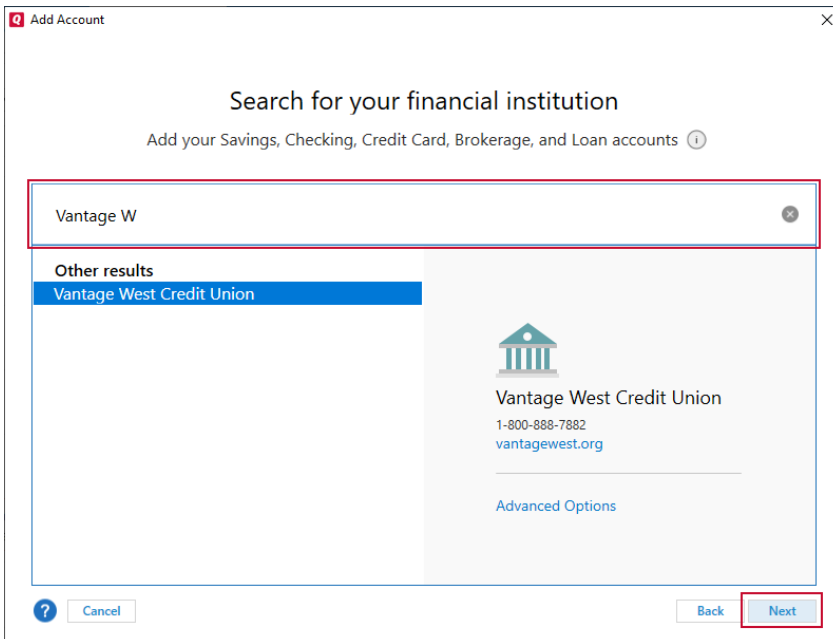 Add Account
Search for your financial institution
Add your Savings, Checking, Credit Card, Brokerage, and Loan accounts i
Vantage W
Other results
Vantage West Credit Union
Vantage West Credit Union
1-800-888-7882
vantagewest.org
Advanced Options
? Cancel Back Next